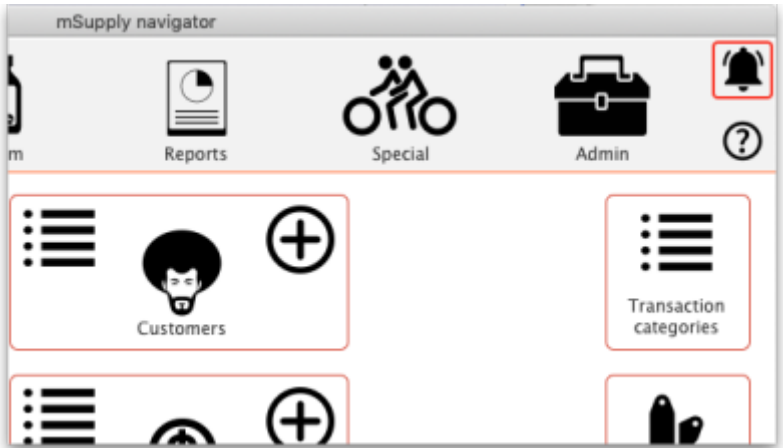 mSupply navigator
m
Reports
Special
Admin
?
Customers
Transaction
categories